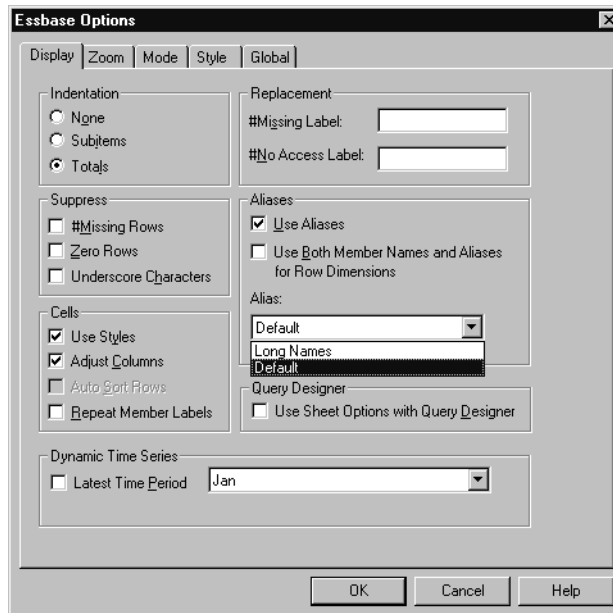 Essbase Options
Display Zoom Mode Style Global
Indentation
None
Subitems
Totals
Replacement
#Missing Label:
#No Access Label:
Suppress
#Missing Rows
Zero Rows
Underscore Characters
Aliases
Use Aliases
Use Both Member Names and Aliases
for Row Dimensions
Alias:
Default
Long Names
Default
Cells
Use Styles
Adjust Columns
Auto Sort Rows
Repeat Member Labels
Query Designer
Use Sheet Options with Query Designer
Dynamic Time Series
Latest Time Period Jan
OK Cancel Help